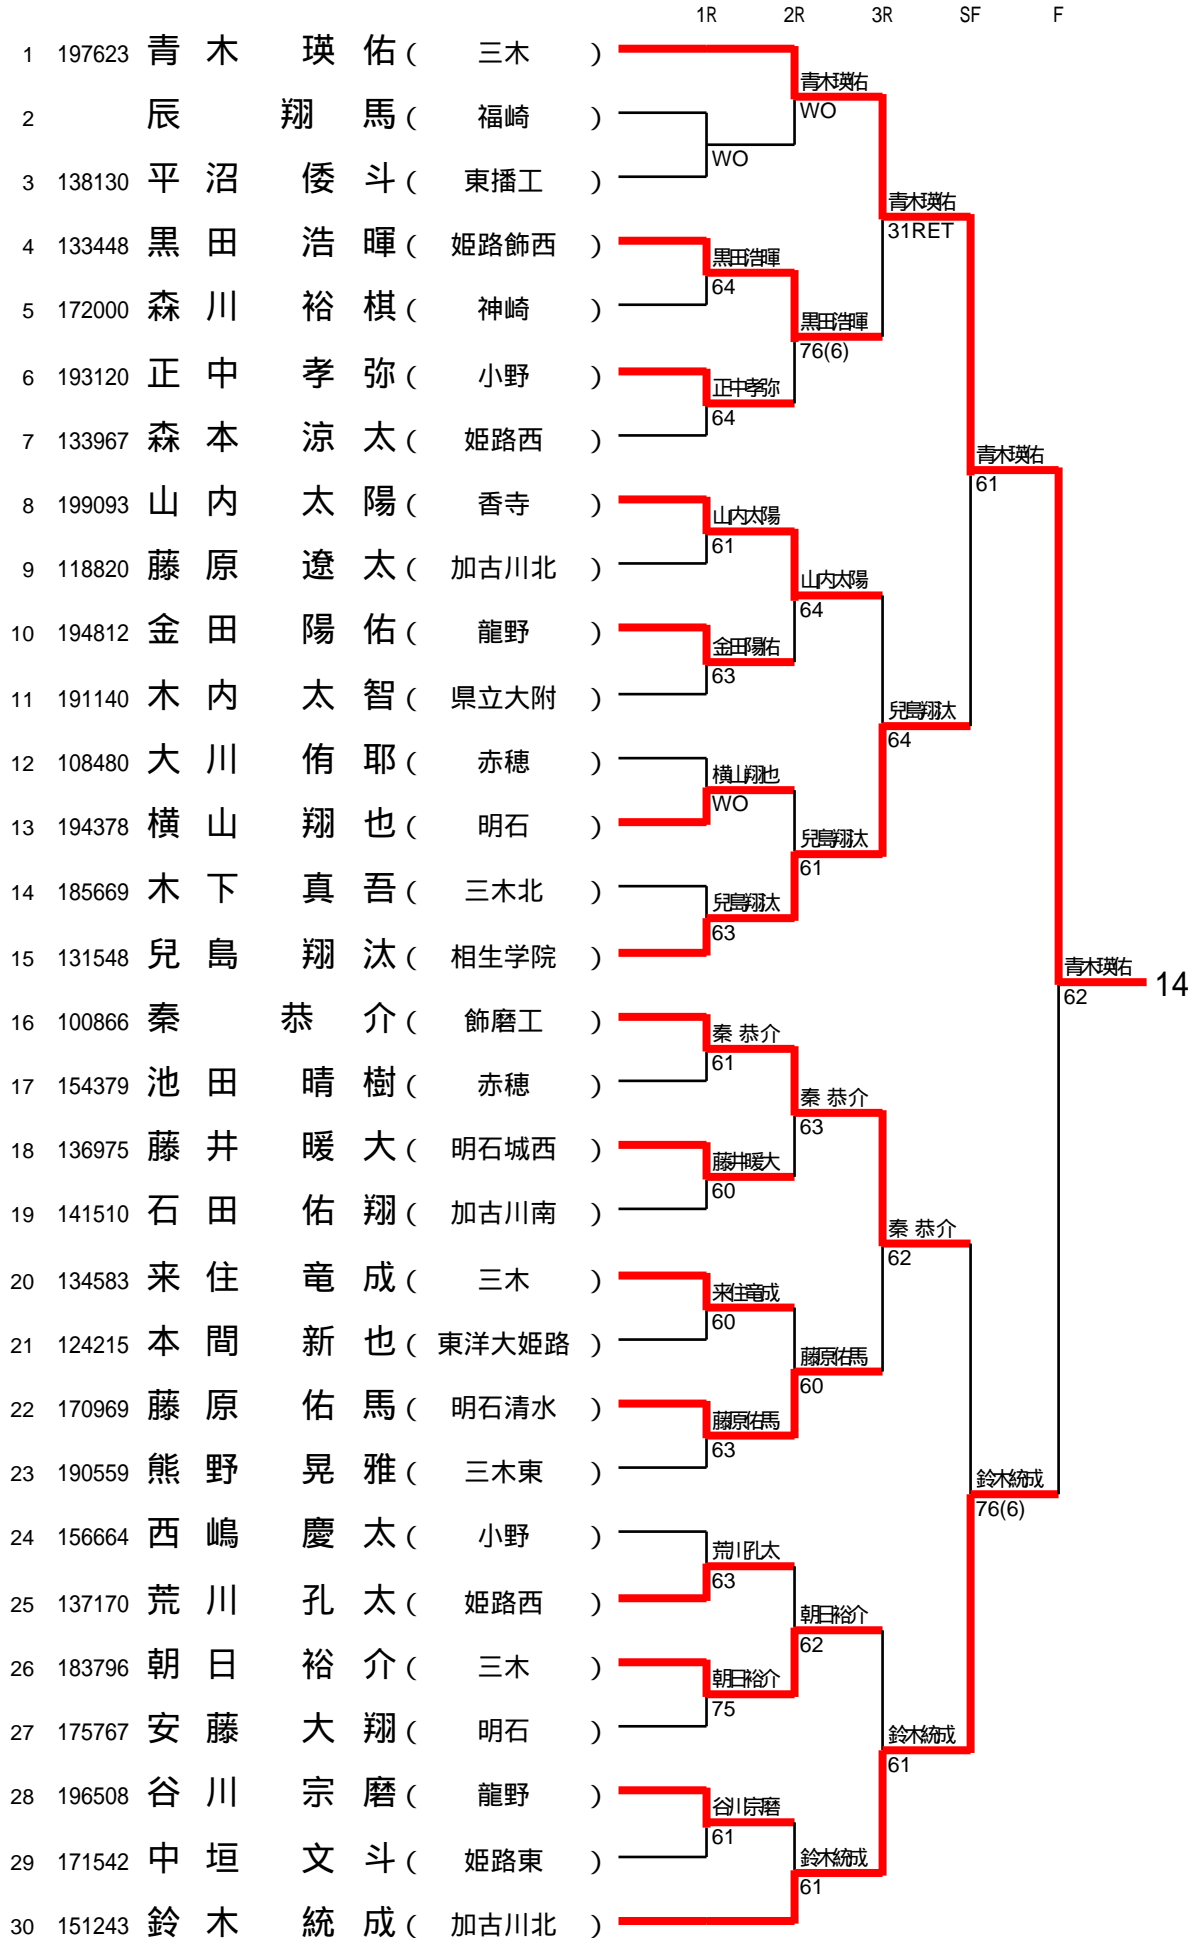 1R 2R 3R SF F
1 197623 青木 瑛佑 ( 三木 )
青木瑛佑
WO
2 辰 翔馬 ( 福崎 )
WO
3 138130 平沼 倭斗 ( 東播工 )
青木瑛佑
31RET
4 133448 黒田 浩暉 ( 姫路飾西 )
黒田浩暉
64
5 172000 森川 裕棋 ( 神崎 )
黒田浩暉
76(6)
6 193120 正中 孝弥 ( 小野 )
正中孝弥
64
7 133967 森本 涼太 ( 姫路西 )
青木瑛佑
61
8 199093 山内 太陽 ( 香寺 )
山内太陽
61
9 118820 藤原 遼太 ( 加古川北 )
山内太陽
64
10 194812 金田 陽佑 ( 龍野 )
金田陽佑
63
11 191140 木内 太智 ( 県立大附 )
兒島翔汰
64
12 108480 大川 侑耶 ( 赤穂 )
横山翔也
WO
13 194378 横山 翔也 ( 明石 )
兒島翔汰
61
14 185669 木下 真吾 ( 三木北 )
兒島翔汰
63
15 131548 兒島 翔汰 ( 相生学院 )
青木瑛佑
62
14
16 100866 秦 恭介 ( 飾磨工 )
秦 恭介
61
17 154379 池田 晴樹 ( 赤穂 )
秦 恭介
63
18 136975 藤井 暖大 ( 明石城西 )
藤井暖大
60
19 141510 石田 佑翔 ( 加古川南 )
秦 恭介
62
20 134583 来住 竜成 ( 三木 )
来住竜成
60
21 124215 本間 新也 ( 東洋大姫路 )
藤原佑馬
60
22 170969 藤原 佑馬 ( 明石清水 )
藤原佑馬
63
23 190559 熊野 晃雅 ( 三木東 )
鈴木統成
76(6)
24 156664 西嶋 慶太 ( 小野 )
荒川孔太
63
25 137170 荒川 孔太 ( 姫路西 )
朝日裕介
62
26 183796 朝日 裕介 ( 三木 )
朝日裕介
75
27 175767 安藤 大翔 ( 明石 )
鈴木統成
61
28 196508 谷川 宗磨 ( 龍野 )
谷川宗磨
61
29 171542 中垣 文斗 ( 姫路東 )
鈴木統成
61
30 151243 鈴木 統成 ( 加古川北 )